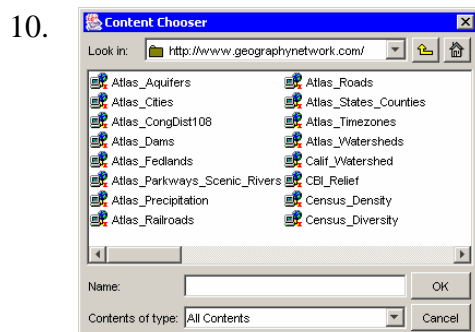 10.
Content Chooser
Look in: http://www.geographynetwork.com/
Atlas_Aquifers
Atlas_Cities
Atlas_CongDist108
Atlas_Dams
Atlas_Fedlands
Atlas_Parkways_Scenic_Rivers
Atlas_Precipitation
Atlas_Railroads
Atlas_Roads
Atlas_States_Counties
Atlas_Timezones
Atlas_Watersheds
Calif_Watershed
CBI_Relief
Census_Density
Census_Diversity
Name: OK
Contents of type: All Contents Cancel